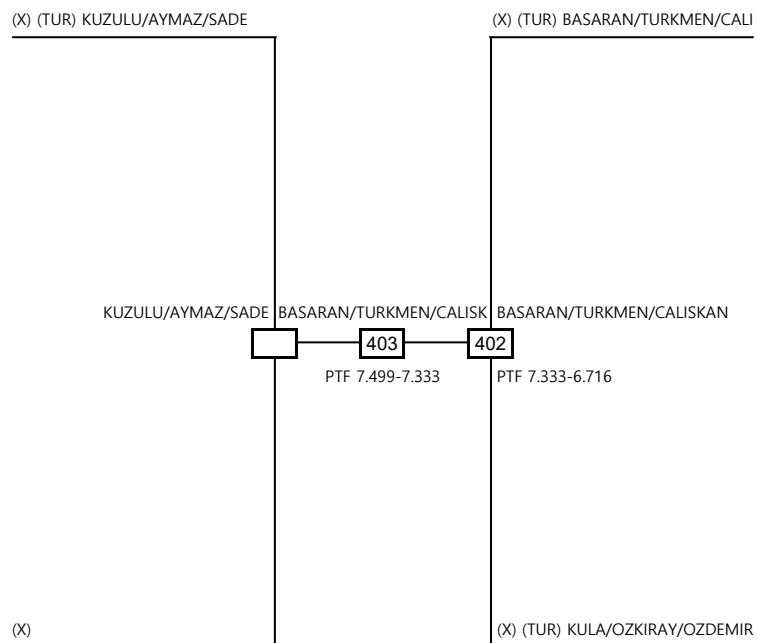 (X) (TUR) KUZULU/AYMAZ/SADE
(X) (TUR) BASARAN/TURKMEN/CALI
KUZULU/AYMAZ/SADE
BASARAN/TURKMEN/CALISK
BASARAN/TURKMEN/CALISKAN
403
402
PTF 7.499-7.333
PTF 7.333-6.716
(X)
(X) (TUR) KULA/OZKIRAY/OZDEMIR